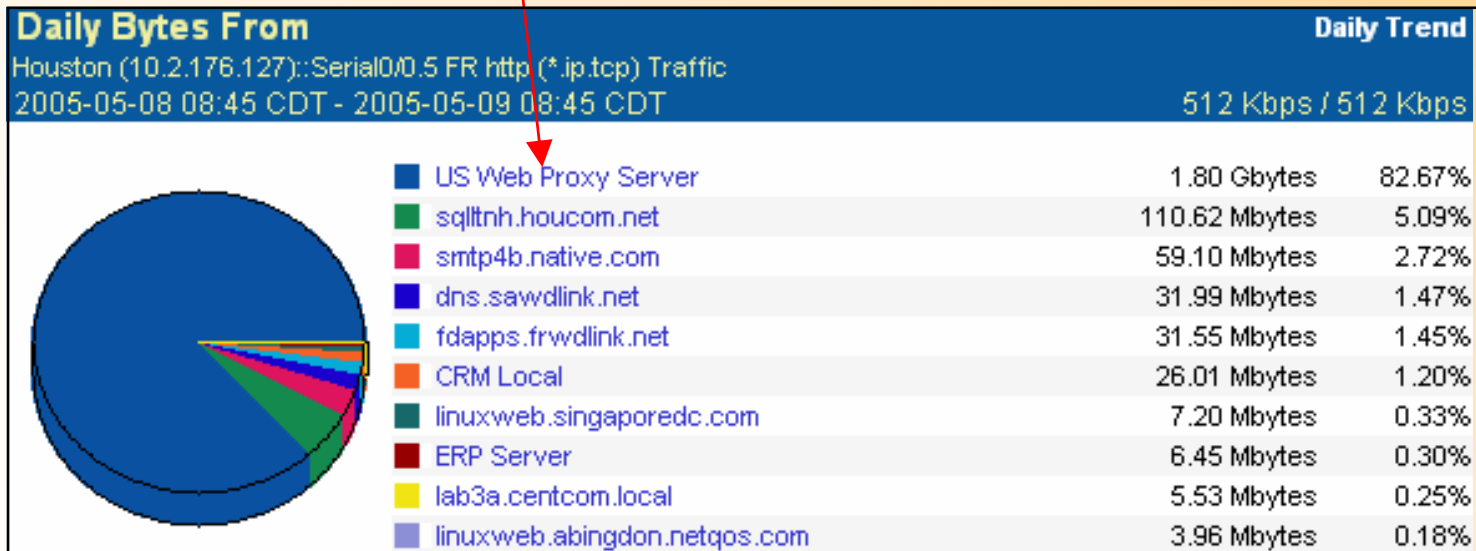 Daily Bytes From Daily Trend
Houston (10.2.176.127)::Serial0/0.5 FR http (*.ip.tcp) Traffic
2005-05-08 08:45 CDT - 2005-05-09 08:45 CDT 512 Kbps / 512 Kbps
US Web Proxy Server 1.80 Gbytes 82.67%
sqlltnh.houcom.net 110.62 Mbytes 5.09%
smtp4b.native.com 59.10 Mbytes 2.72%
dns.sawdlink.net 31.99 Mbytes 1.47%
fdapps.frwdlink.net 31.55 Mbytes 1.45%
CRM Local 26.01 Mbytes 1.20%
linuxweb.singaporedc.com 7.20 Mbytes 0.33%
ERP Server 6.45 Mbytes 0.30%
lab3a.centcom.local 5.53 Mbytes 0.25%
linuxweb.abingdon.netqos.com 3.96 Mbytes 0.18%